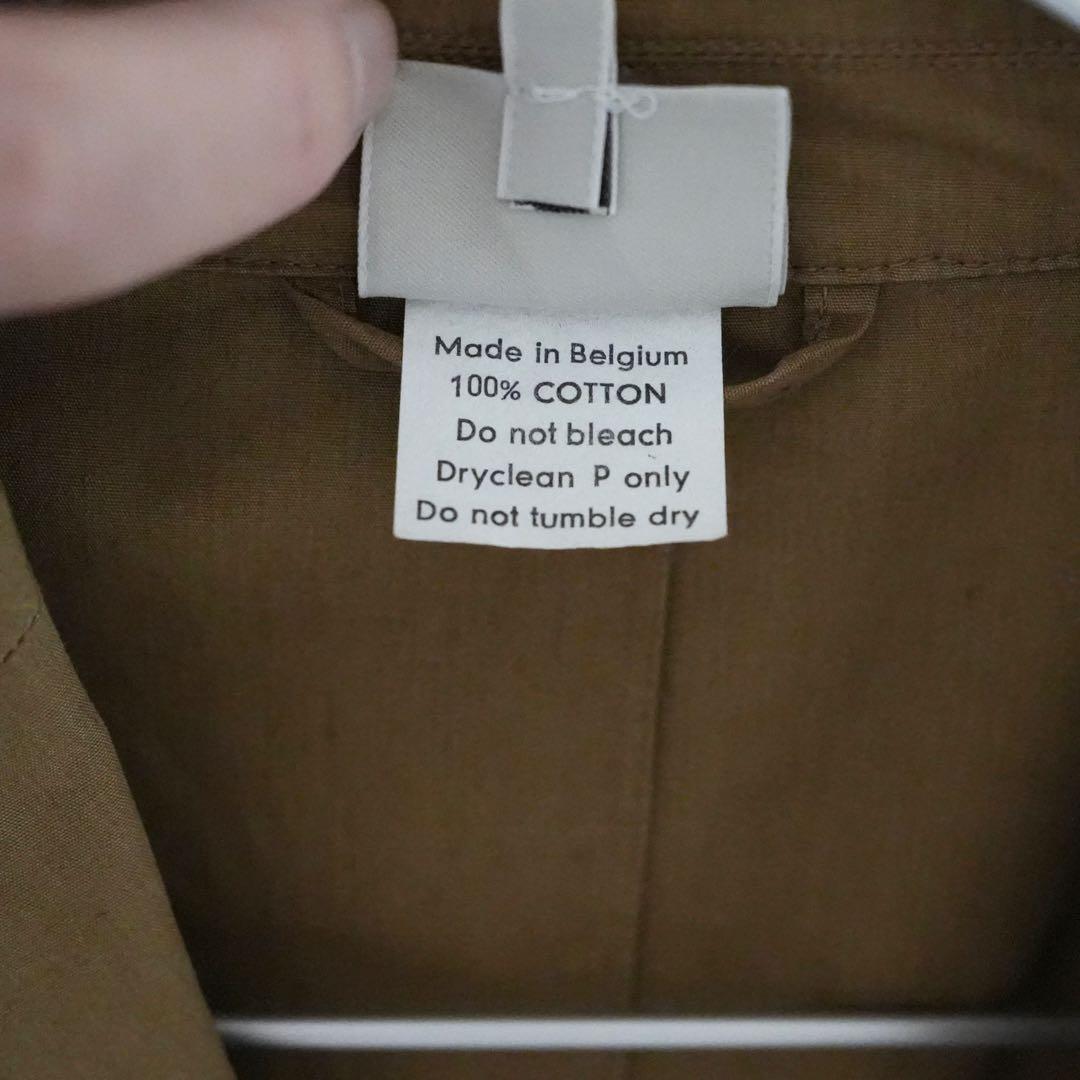 Made in Belgium
100% COTTON
Do not bleach
Dryclean P only
Do not tumble dry